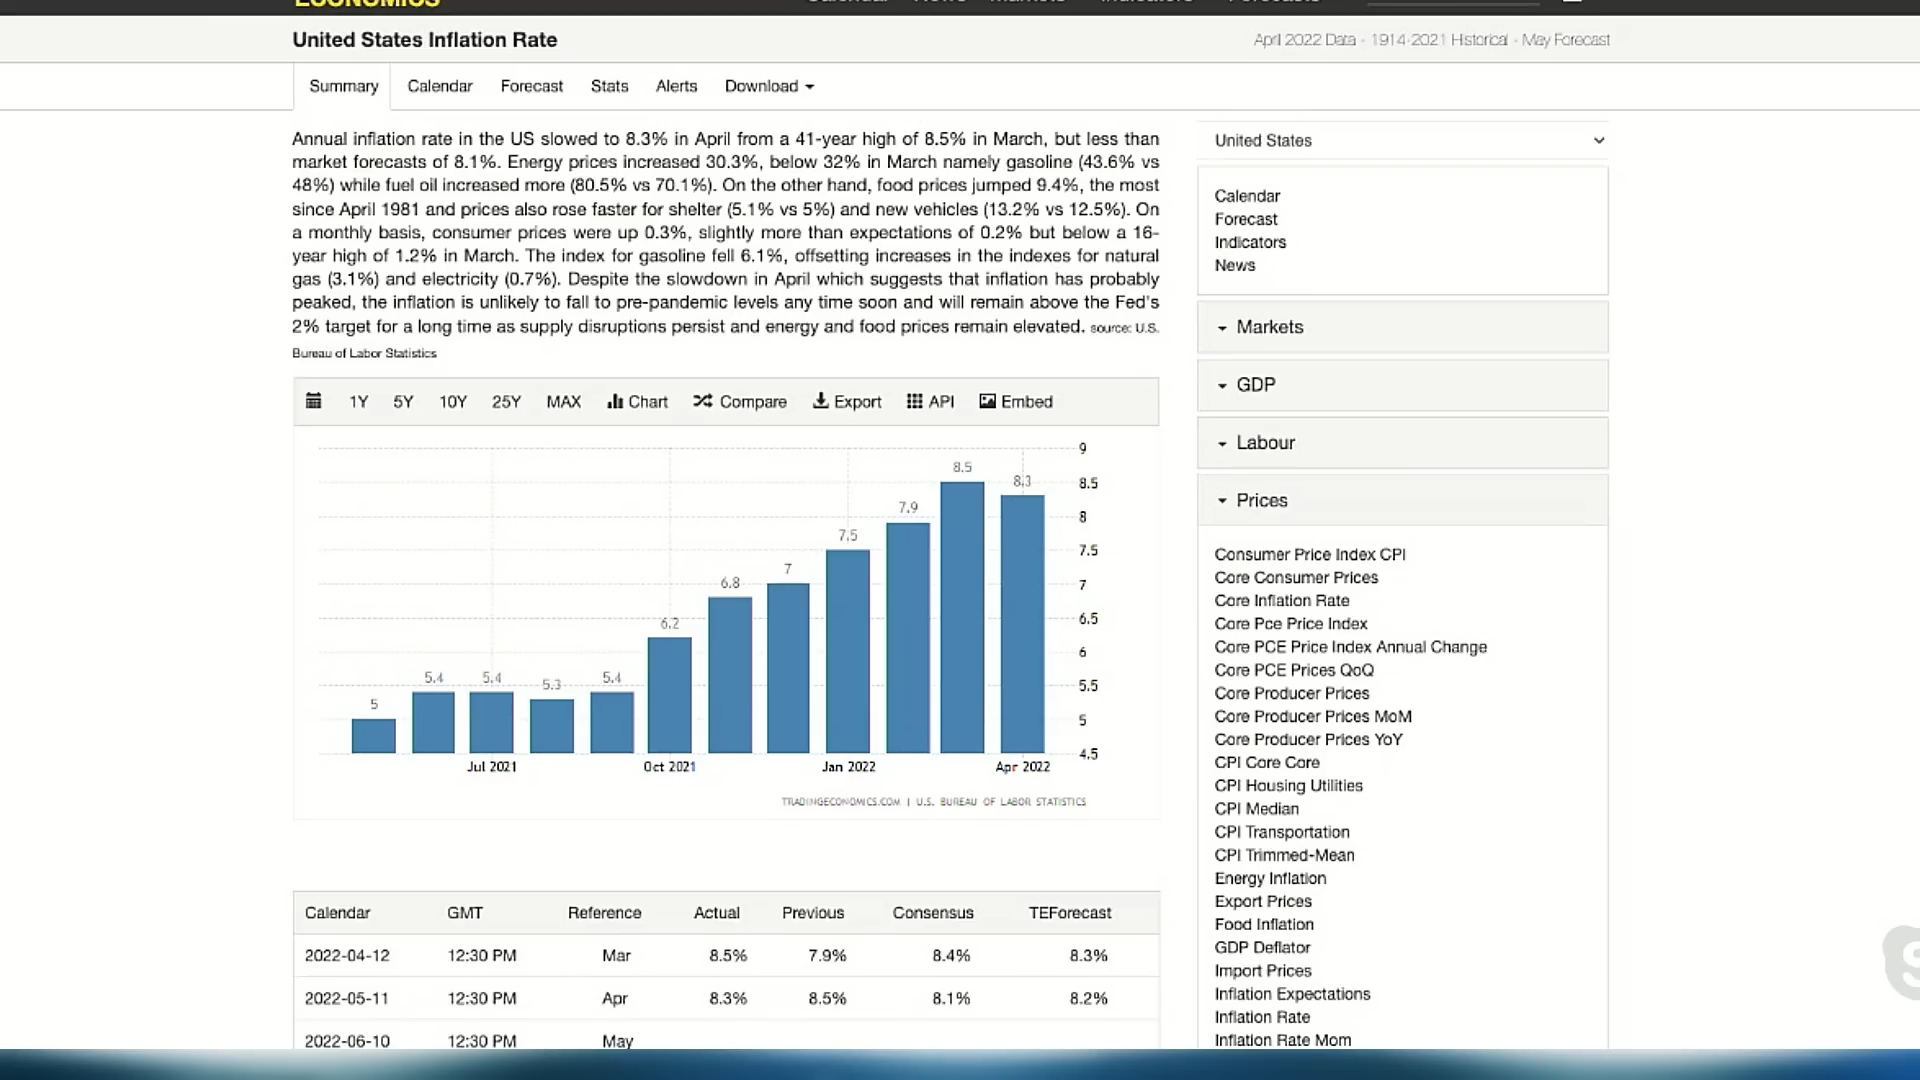 ECONOMICS
Calendar News Markets Indicators Forecasts
United States Inflation Rate
April 2022 Data - 1914-2021 Historical - May Forecast
Summary Calendar Forecast Stats Alerts Download
Annual inflation rate in the US slowed to 8.3% in April from a 41-year high of 8.5% in March, but less than
market forecasts of 8.1%. Energy prices increased 30.3%, below 32% in March namely gasoline (43.6% vs
48%) while fuel oil increased more (80.5% vs 70.1%). On the other hand, food prices jumped 9.4%, the most
since April 1981 and prices also rose faster for shelter (5.1% vs 5%) and new vehicles (13.2% vs 12.5%). On
a monthly basis, consumer prices were up 0.3%, slightly more than expectations of 0.2% but below a 16-
year high of 1.2% in March. The index for gasoline fell 6.1%, offsetting increases in the indexes for natural
gas (3.1%) and electricity (0.7%). Despite the slowdown in April which suggests that inflation has probably
peaked, the inflation is unlikely to fall to pre-pandemic levels any time soon and will remain above the Fed's
2% target for a long time as supply disruptions persist and energy and food prices remain elevated. source: U.S.
Bureau of Labor Statistics
1Y 5Y 10Y 25Y MAX Chart Compare Export API Embed
9
8.5
8
7.5
7
6.5
6
5.5
5
4.5
5
5.4
5.4
5.3
5.4
6.2
6.8
7
7.5
7.9
8.5
8.3
Jul 2021 Oct 2021 Jan 2022 Apr 2022
TRADINGECONOMICS.COM | U.S. BUREAU OF LABOR STATISTICS
Calendar GMT Reference Actual Previous Consensus TEForecast
2022-04-12 12:30 PM Mar 8.5% 7.9% 8.4% 8.3%
2022-05-11 12:30 PM Apr 8.3% 8.5% 8.1% 8.2%
2022-06-10 12:30 PM May
United States
Calendar
Forecast
Indicators
News
Markets
GDP
Labour
Prices
Consumer Price Index CPI
Core Consumer Prices
Core Inflation Rate
Core Pce Price Index
Core PCE Price Index Annual Change
Core PCE Prices QoQ
Core Producer Prices
Core Producer Prices MoM
Core Producer Prices YoY
CPI Core Core
CPI Housing Utilities
CPI Median
CPI Transportation
CPI Trimmed-Mean
Energy Inflation
Export Prices
Food Inflation
GDP Deflator
Import Prices
Inflation Expectations
Inflation Rate
Inflation Rate Mom